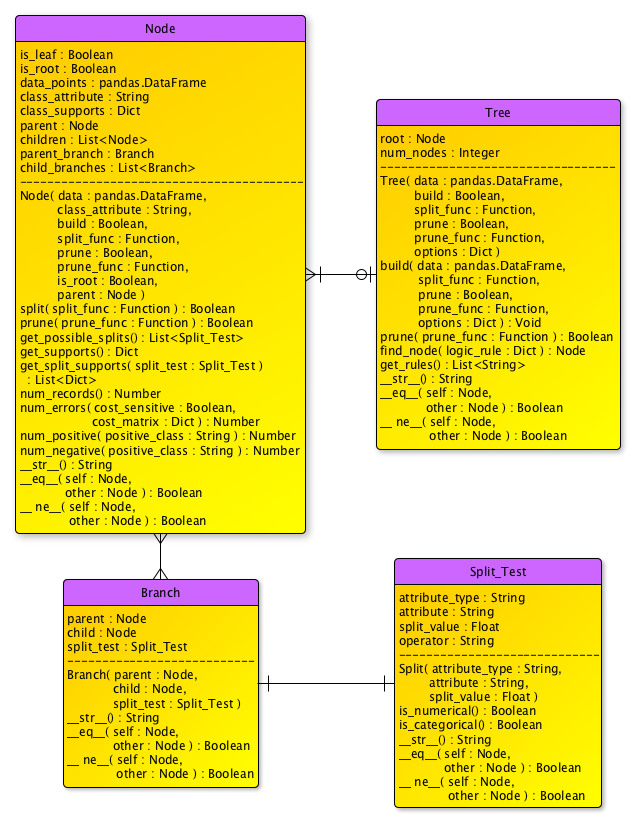 Node
is_leaf : Boolean
is_root : Boolean
data_points : pandas.DataFrame
class_attribute : String
class_supports : Dict
parent : Node
children : List<Node>
parent_branch : Branch
child_branches : List<Branch>
Node( data : pandas.DataFrame,
class_attribute : String,
build : Boolean,
split_func : Function,
prune : Boolean,
prune_func : Function,
is_root : Boolean,
parent : Node )
split( split_func : Function ) : Boolean
prune( prune_func : Function ) : Boolean
get_possible_splits() : List<Split_Test>
get_supports() : Dict
get_split_supports( split_test : Split_Test )
: List<Dict>
num_records() : Number
num_errors( cost_sensitive : Boolean,
cost_matrix : Dict ) : Number
num_positive( positive_class : String ) : Number
num_negative( positive_class : String ) : Number
__str__() : String
__eq__( self : Node,
other : Node ) : Boolean
__ ne__( self : Node,
other : Node ) : Boolean
Tree
root : Node
num_nodes : Integer
Tree( data : pandas.DataFrame,
build : Boolean,
split_func : Function,
prune : Boolean,
prune_func : Function,
options : Dict )
build( data : pandas.DataFrame,
split_func : Function,
prune : Boolean,
prune_func : Function,
options : Dict ) : Void
prune( prune_func : Function ) : Boolean
find_node( logic_rule : Dict ) : Node
get_rules() : List<String>
__str__() : String
__eq__( self : Node,
other : Node ) : Boolean
__ ne__( self : Node,
other : Node ) : Boolean
Branch
parent : Node
child : Node
split_test : Split_Test
Branch( parent : Node,
child : Node,
split_test : Split_Test )
__str__() : String
__eq__( self : Node,
other : Node ) : Boolean
__ ne__( self : Node,
other : Node ) : Boolean
Split_Test
attribute_type : String
attribute : String
split_value : Float
operator : String
Split( attribute_type : String,
attribute : String,
split_value : Float )
is_numerical() : Boolean
is_categorical() : Boolean
__str__() : String
__eq__( self : Node,
other : Node ) : Boolean
__ ne__( self : Node,
other : Node ) : Boolean